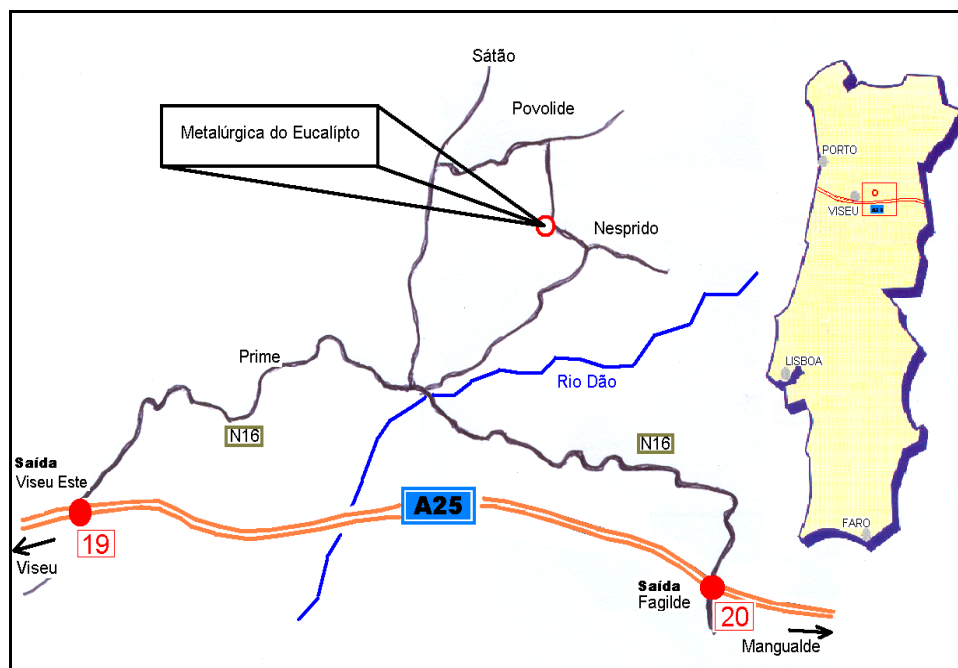 Sátão
Povolide
Metalúrgica do Eucalípto
Nesprido
Prime
Rio Dão
N16
N16
Saída
Viseu Este
A25
19
Viseu
Saída
Fagilde
20
Mangualde
PORTO
VISEU
LISBOA
FARO